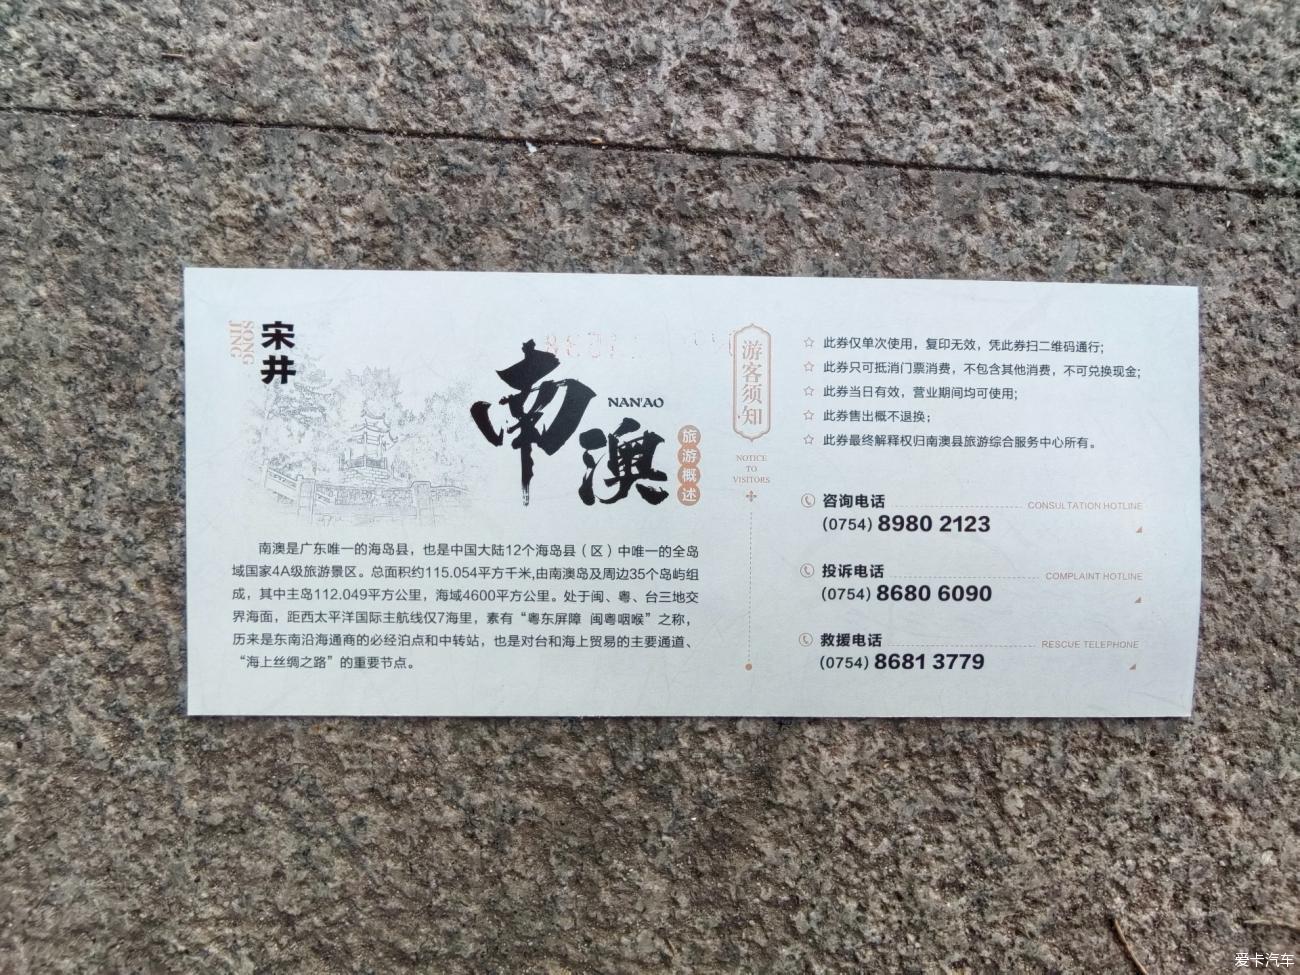 宋井
SONG
JING
南澳
NAN'AO
旅游概述
南澳是广东唯一的海岛县，也是中国大陆12个海岛县（区）中唯一的全岛
域国家4A级旅游景区。总面积约115.054平方千米,由南澳岛及周边35个岛屿组
成，其中主岛112.049平方公里，海域4600平方公里。处于闽、粤、台三地交
界海面，距西太平洋国际主航线仅7海里，素有“粤东屏障 闽粤咽喉”之称，
历来是东南沿海通商的必经泊点和中转站，也是对台和海上贸易的主要通道、
“海上丝绸之路”的重要节点。
游客须知
NOTICE
TO
VISITORS
☆ 此券仅单次使用，复印无效，凭此券扫二维码通行；
☆ 此券只可抵消门票消费，不包含其他消费，不可兑换现金；
☆ 此券当日有效，营业期间均可使用；
☆ 此券售出概不退换；
☆ 此券最终解释权归南澳县旅游综合服务中心所有。
咨询电话 CONSULTATION HOTLINE
(0754) 8980 2123
投诉电话 COMPLAINT HOTLINE
(0754) 8680 6090
救援电话 RESCUE TELEPHONE
(0754) 8681 3779
爱卡汽车